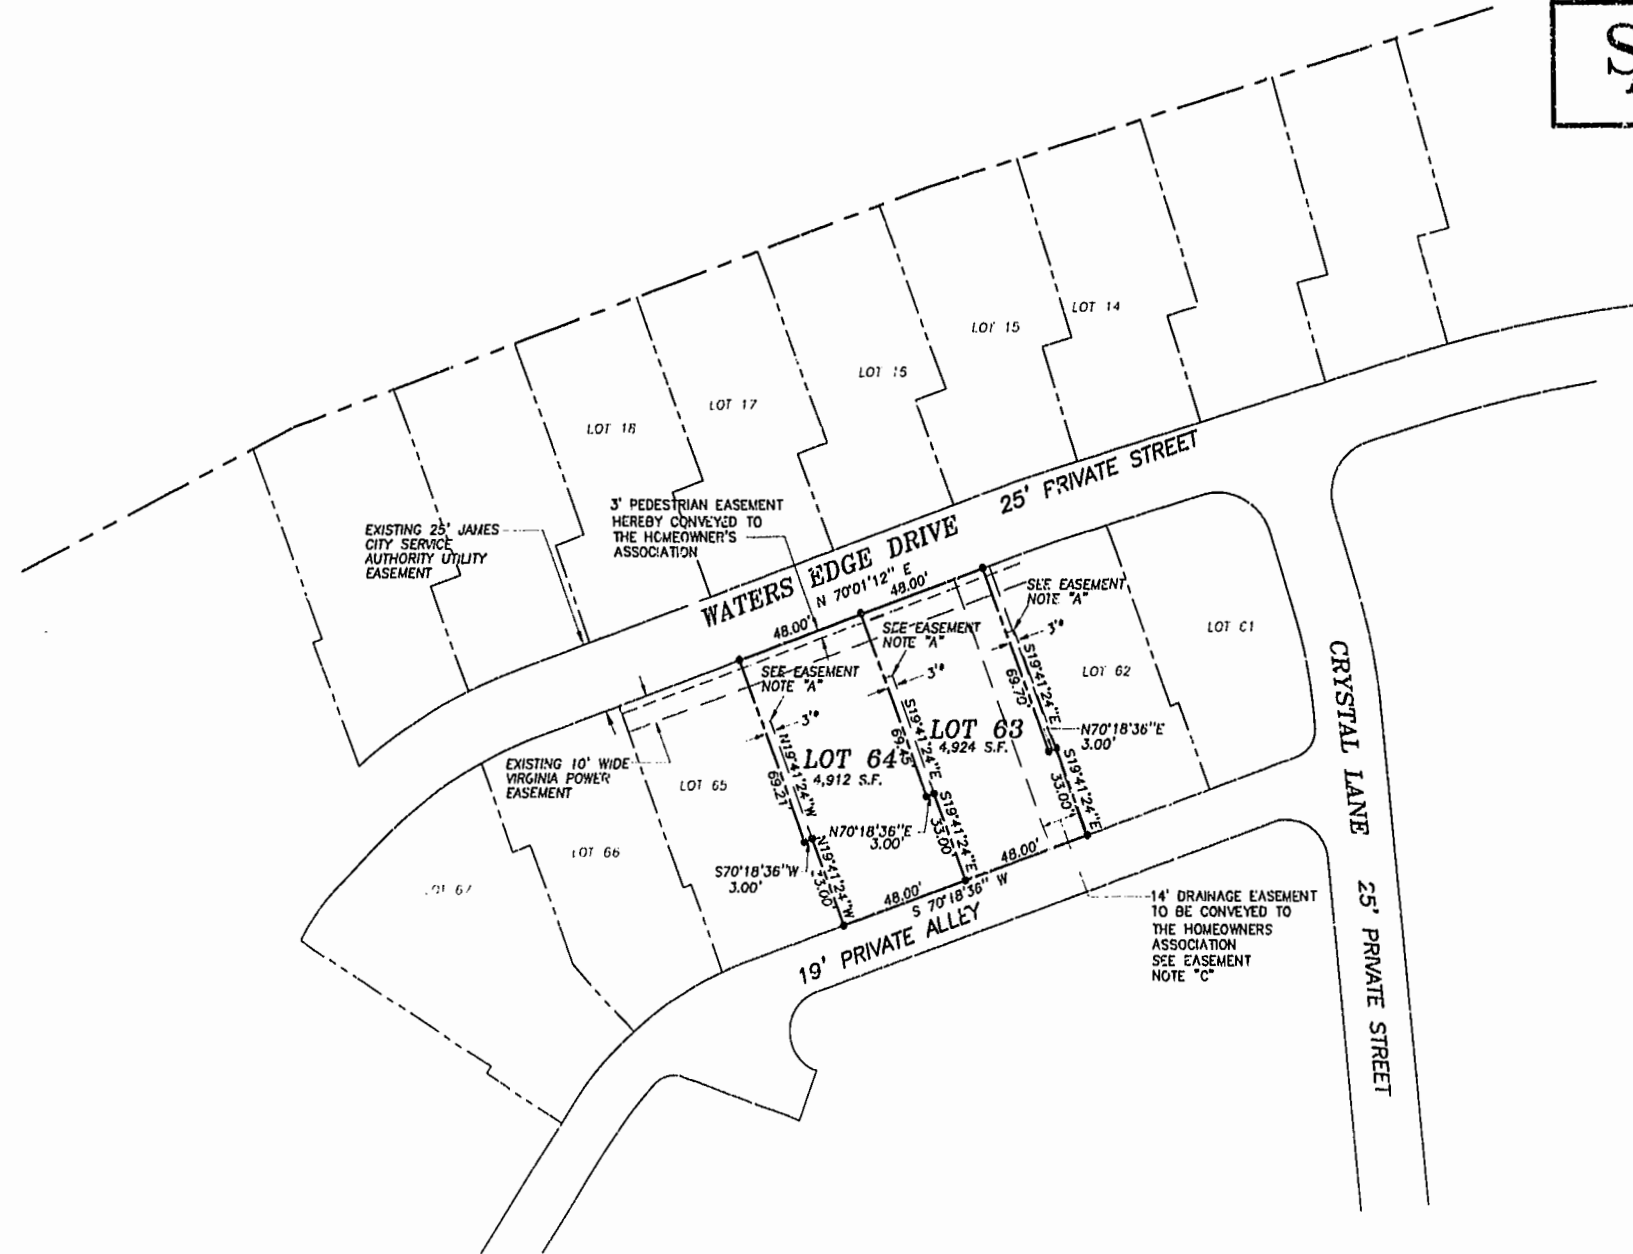 LOT 14
LOT 15
LOT 15
LOT 17
LOT 18
25' PRIVATE STREET
WATERS EDGE DRIVE
N 70°01'12" E
48.00'
48.00'
3' PEDESTRIAN EASEMENT
HEREBY CONVEYED TO
THE HOMEOWNER'S
ASSOCIATION
EXISTING 25' JAMES
CITY SERVICE
AUTHORITY UTILITY
EASEMENT
SEE EASEMENT
NOTE "A"
SEE EASEMENT
NOTE "A"
SEE EASEMENT
NOTE "A"
3'
3'
3'
LOT C1
LOT 62
LOT 63
4,924 S.F.
LOT 64
4,912 S.F.
LOT 65
LOT 66
LOT 67
S19°41'24"E
69.70'
N70°18'36"E
3.00'
S19°41'24"E
33.00'
S19°41'24"E
69.45'
N70°18'36"E
3.00'
S19°41'24"E
33.00'
N19°41'24"W
69.21'
S70°18'36"W
3.00'
N19°41'24"W
EXISTING 10' WIDE
VIRGINIA POWER
EASEMENT
48.00'
48.00'
S 70°18'36" W
19' PRIVATE ALLEY
14' DRAINAGE EASEMENT
TO BE CONVEYED TO
THE HOMEOWNERS
ASSOCIATION
SEE EASEMENT
NOTE "C"
CRYSTAL LANE
25' PRIVATE STREET